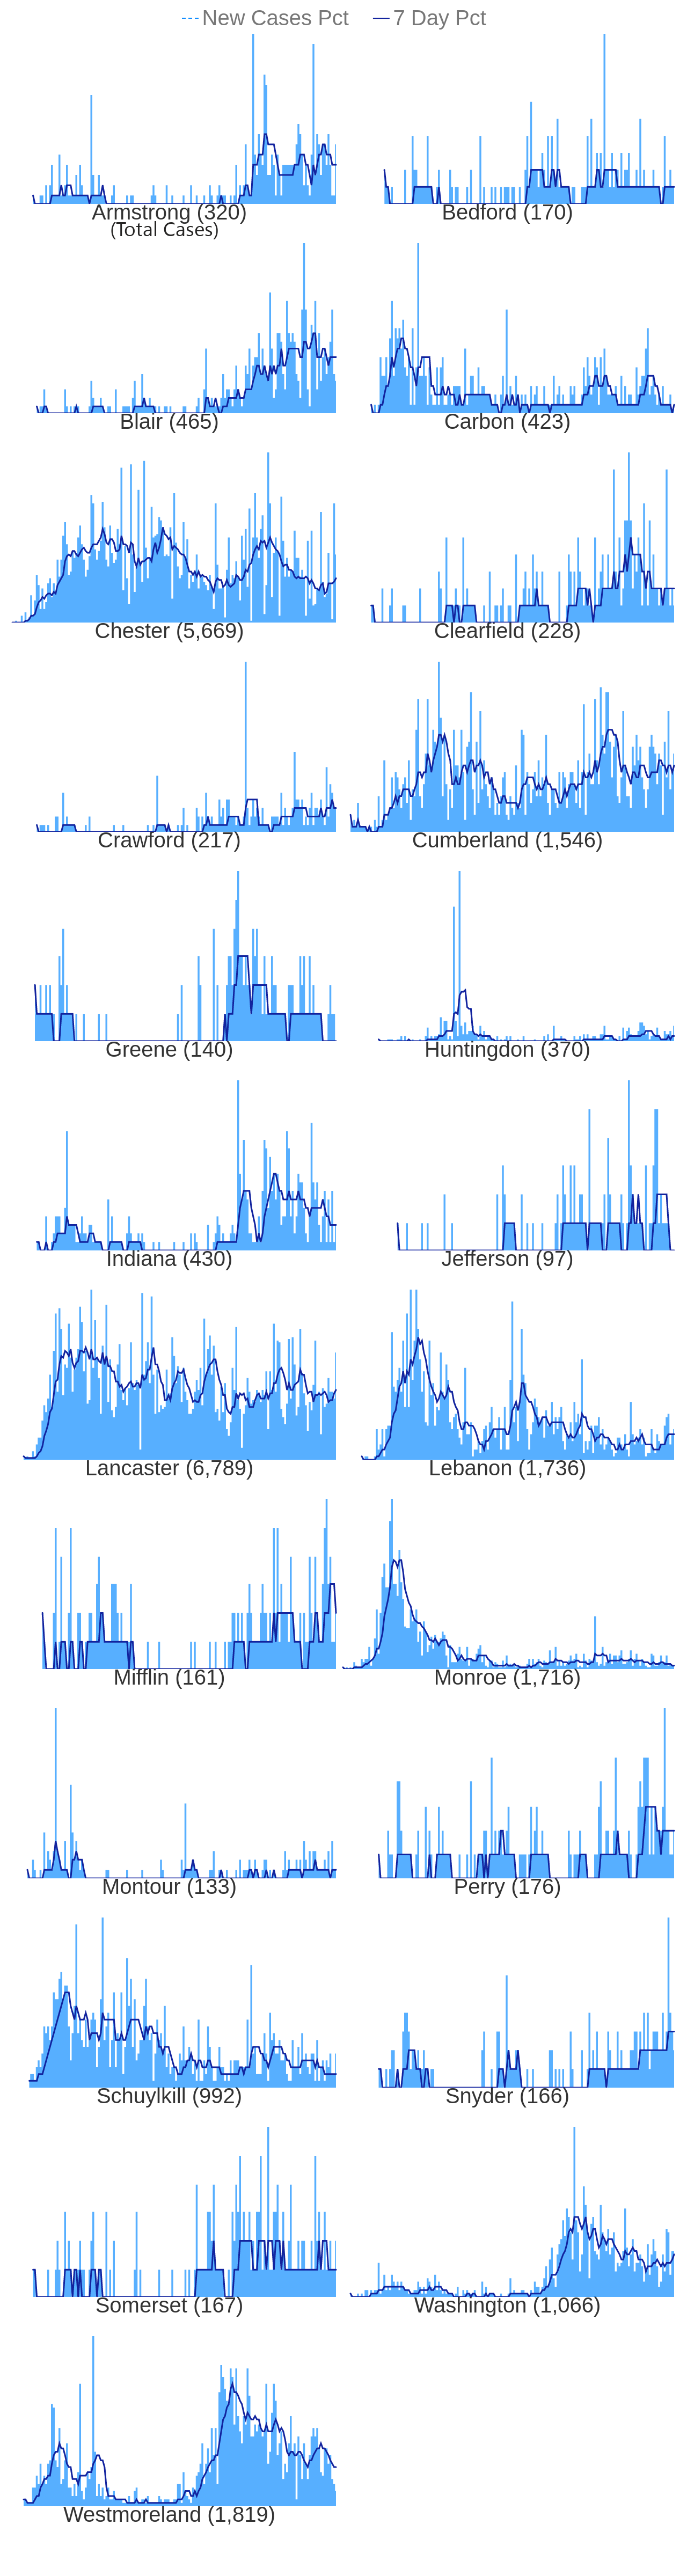 New Cases Pct 7 Day Pct
Armstrong (320) Bedford (170)
(Total Cases)
Blair (465) Carbon (423)
Chester (5,669) Clearfield (228)
Crawford (217) Cumberland (1,546)
Greene (140) Huntingdon (370)
Indiana (430) Jefferson (97)
Lancaster (6,789) Lebanon (1,736)
Mifflin (161) Monroe (1,716)
Montour (133) Perry (176)
Schuylkill (992) Snyder (166)
Somerset (167) Washington (1,066)
Westmoreland (1,819)